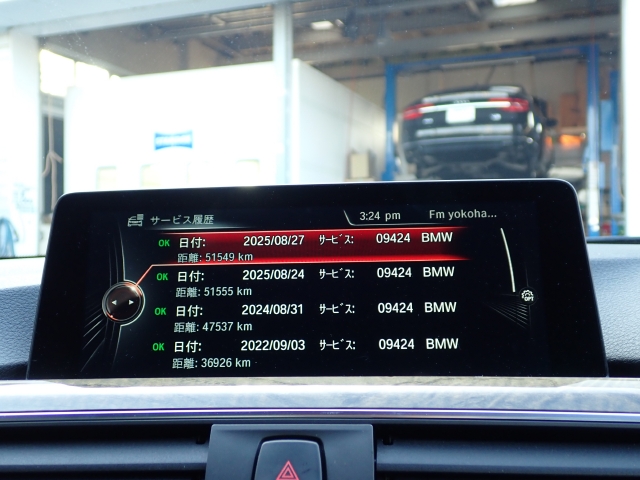 サービス履歴 3:24 pm Fm yokoha...
OK 日付: 2025/08/27 ｻｰﾋﾞｽ: 09424 BMW
距離: 51549 km
OK 日付: 2025/08/24 ｻｰﾋﾞｽ: 09424 BMW
距離: 51555 km
OPT
OK 日付: 2024/08/31 ｻｰﾋﾞｽ: 09424 BMW
距離: 47537 km
OK 日付: 2022/09/03 ｻｰﾋﾞｽ: 09424 BMW
距離: 36926 km